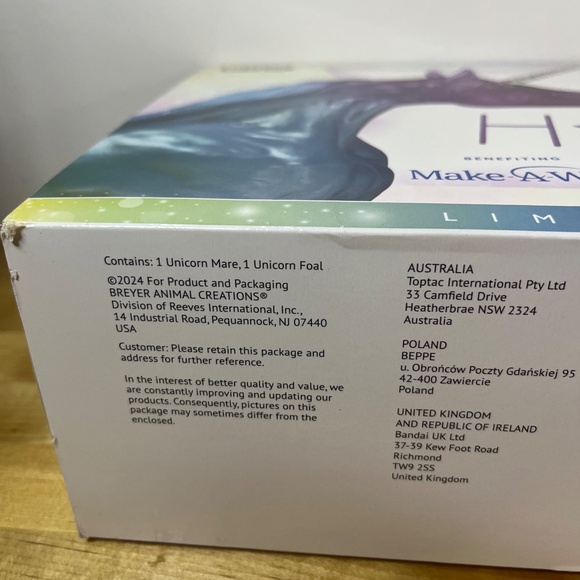 H
BENEFITING
Make-A-W
LIM
Contains: 1 Unicorn Mare, 1 Unicorn Foal
©2024 For Product and Packaging
BREYER ANIMAL CREATIONS®
Division of Reeves International, Inc.,
14 Industrial Road, Pequannock, NJ 07440
USA
Customer: Please retain this package and
address for further reference.
In the interest of better quality and value, we
are constantly improving and updating our
products. Consequently, pictures on this
package may sometimes differ from the
enclosed.
AUSTRALIA
Toptac International Pty Ltd
33 Camfield Drive
Heatherbrae NSW 2324
Australia
POLAND
BEPPE
u. Obrońców Poczty Gdańskiej 95
42-400 Zawiercie
Poland
UNITED KINGDOM
AND REPUBLIC OF IRELAND
Bandai UK Ltd
37-39 Kew Foot Road
Richmond
TW9 2SS
United Kingdom